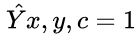 Ŷx, y, c = 1